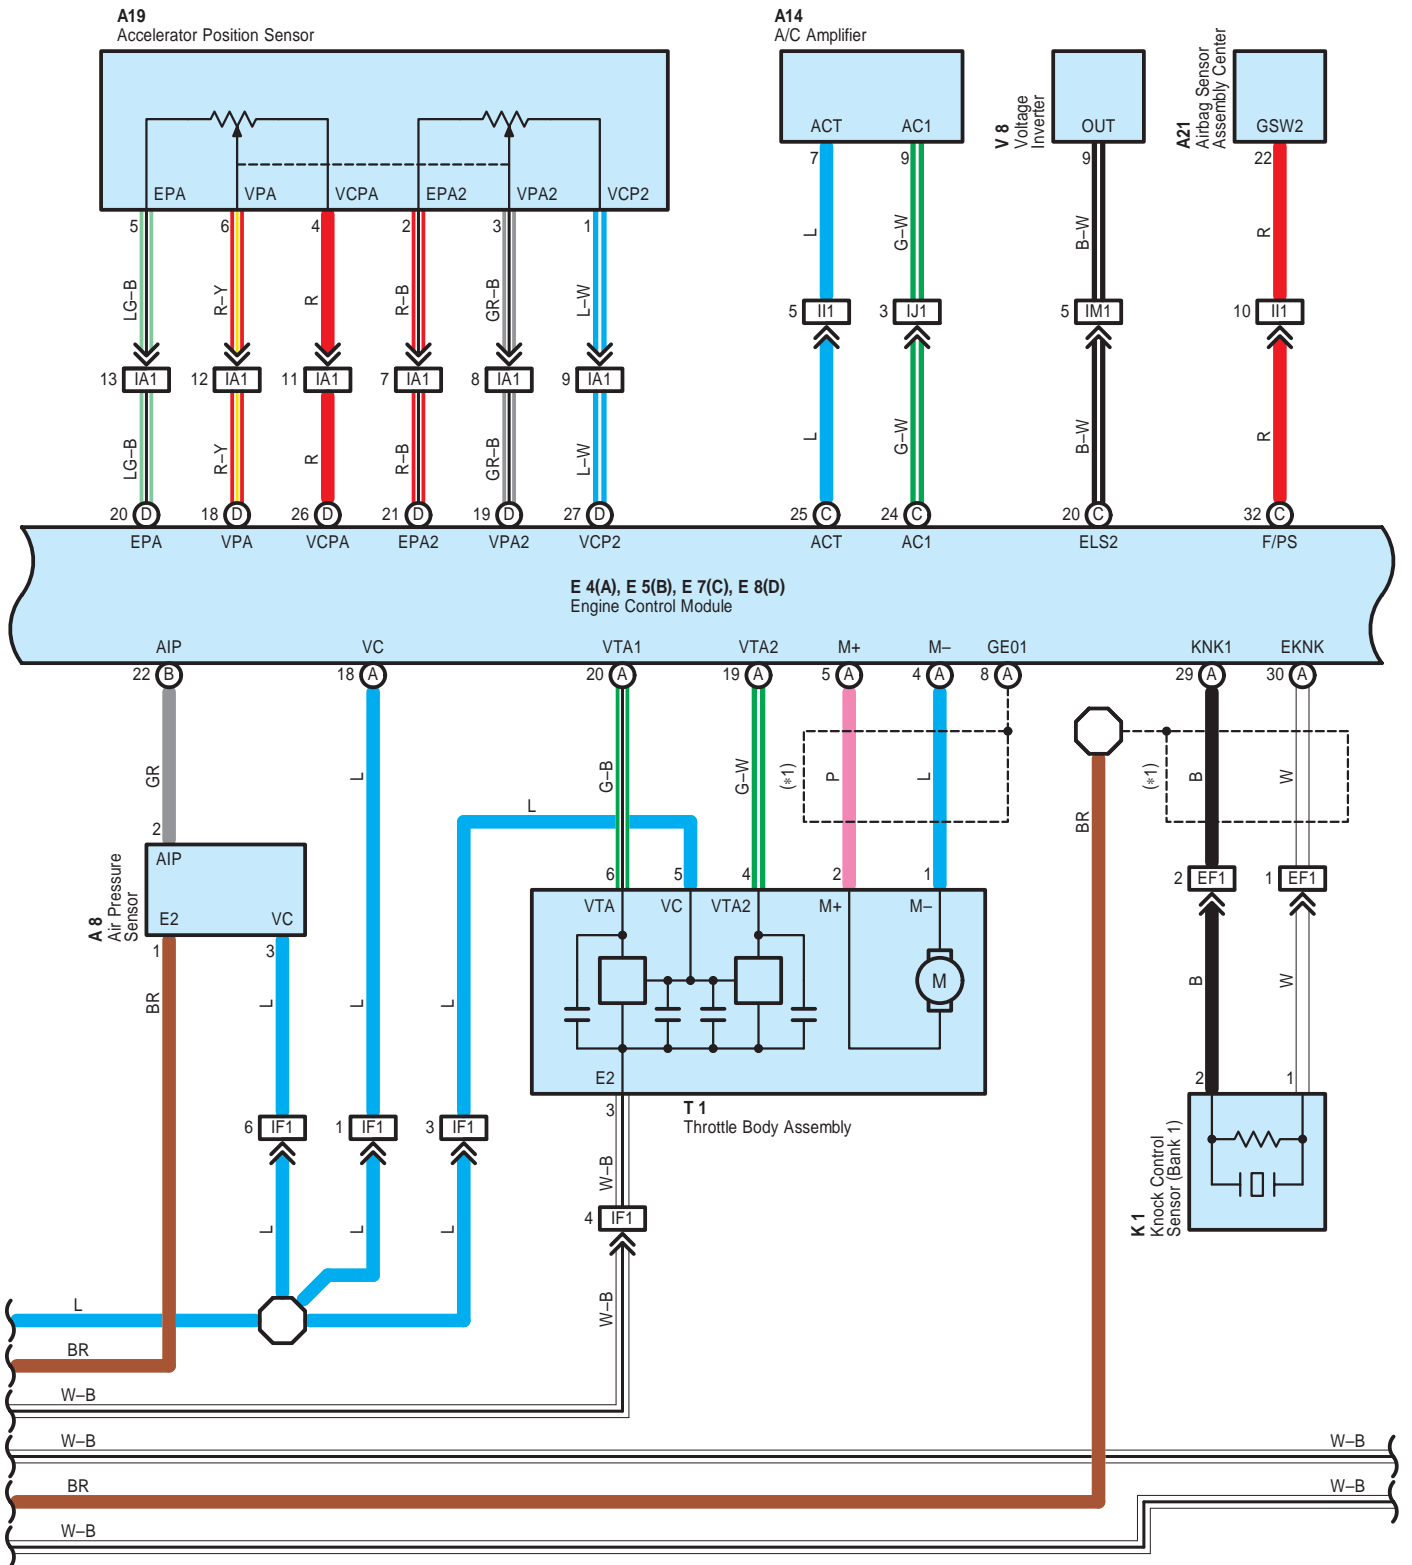 A19
Accelerator Position Sensor
A14
A/C Amplifier
V 8
Voltage
Inverter
A21
Airbag Sensor
Assembly Center
EPA VPA VCPA EPA2 VPA2 VCP2
ACT AC1 OUT GSW2
5 6 4 2 3 1 7 9 9 22
LG–B R–Y R R–B GR–B L–W L G–W B–W R
5 II1 3 IJ1 5 IM1 10 II1
13 IA1 12 IA1 11 IA1 7 IA1 8 IA1 9 IA1
LG–B R–Y R R–B GR–B L–W L G–W B–W R
20 D 18 D 26 D 21 D 19 D 27 D 25 C 24 C 20 C 32 C
EPA VPA VCPA EPA2 VPA2 VCP2 ACT AC1 ELS2 F/PS
E 4(A), E 5(B), E 7(C), E 8(D)
Engine Control Module
AIP VC VTA1 VTA2 M+ M– GE01 KNK1 EKNK
22 B 18 A 20 A 19 A 5 A 4 A 8 A 29 A 30 A
GR L G–B G–W (*1) P L BR (*1) B W
L
2
6 5 4 2 1
2 EF1 1 EF1
A 8
Air Pressure
Sensor
AIP
E2 VC
1 3
VTA VC VTA2 M+ M–
M
E2
BR L L L
B W
3
T 1
Throttle Body Assembly
2 1
K 1
Knock Control
Sensor (Bank 1)
6 IF1 1 IF1 3 IF1
W–B
4 IF1
L L L
W–B
L
BR
W–B
W–B W–B
BR W–B
W–B